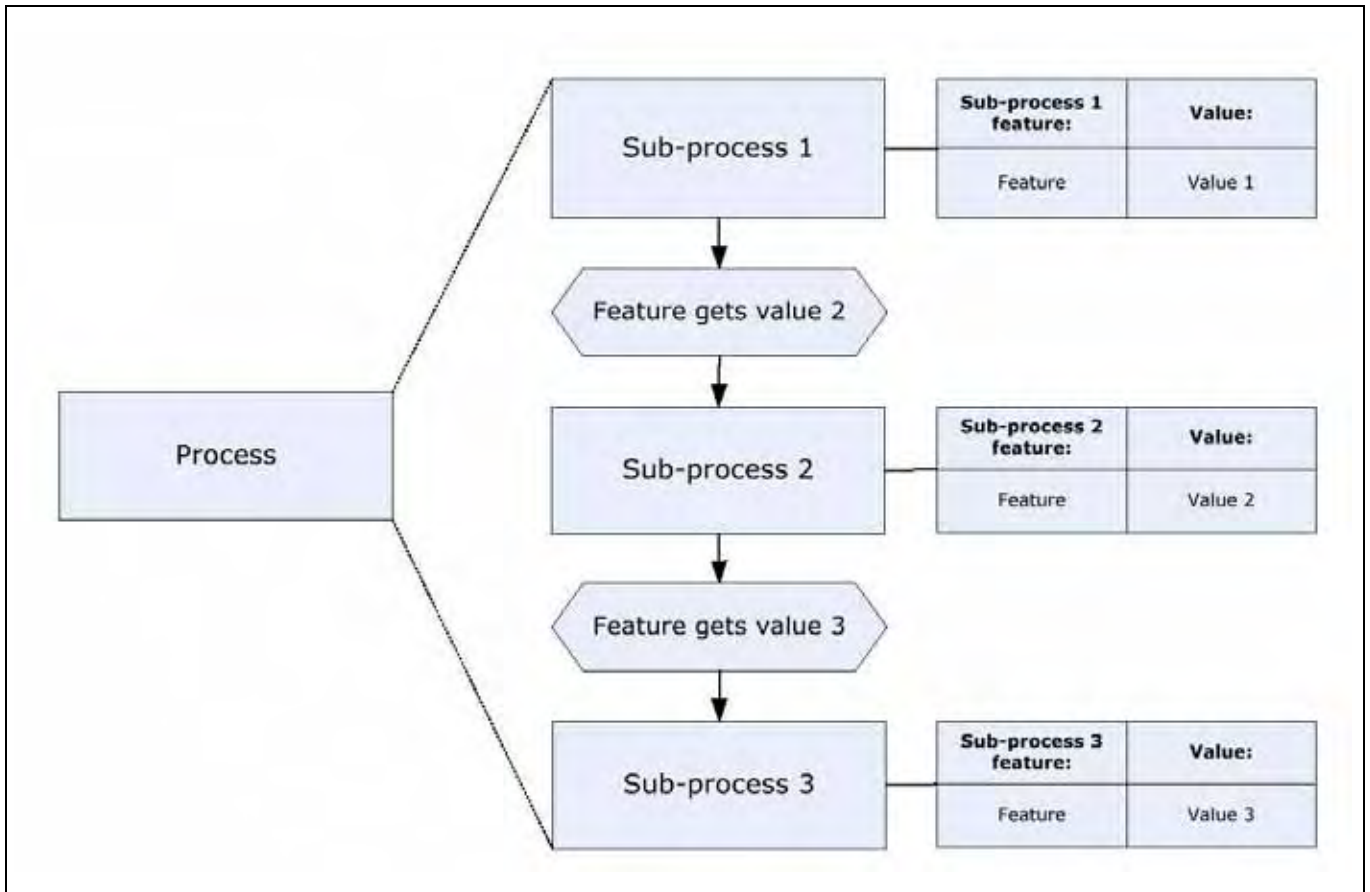 Process
Sub-process 1
Sub-process 1
feature:
Value:
Feature
Value 1
Feature gets value 2
Sub-process 2
Sub-process 2
feature:
Value:
Feature
Value 2
Feature gets value 3
Sub-process 3
Sub-process 3
feature:
Value:
Feature
Value 3